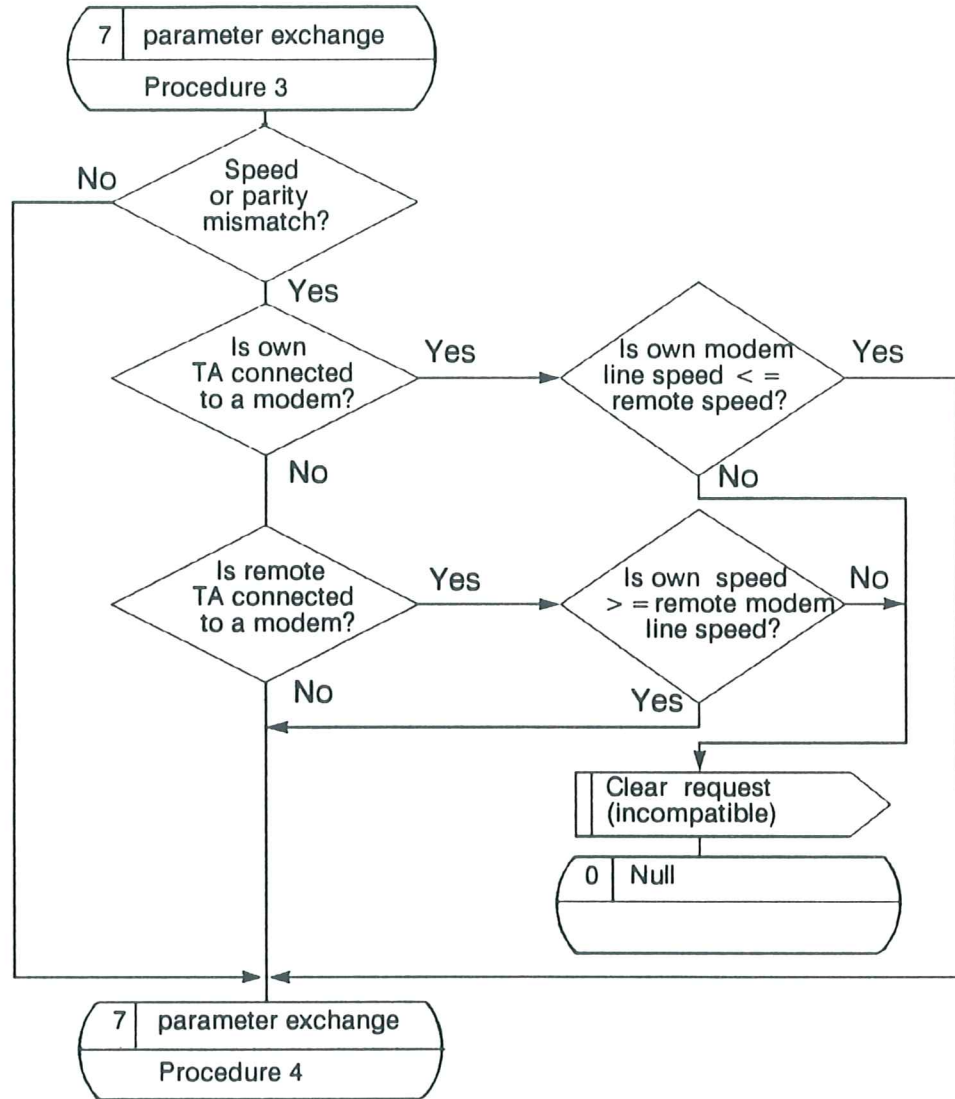 7 parameter exchange
Procedure 3
Speed
or parity
mismatch?
No
Yes
Is own
TA connected
to a modem?
Yes
No
Is own modem
line speed < =
remote speed?
Yes
No
Is remote
TA connected
to a modem?
Yes
No
Is own speed
> = remote modem
line speed?
No
Yes
Clear request
(incompatible)
0 Null
7 parameter exchange
Procedure 4